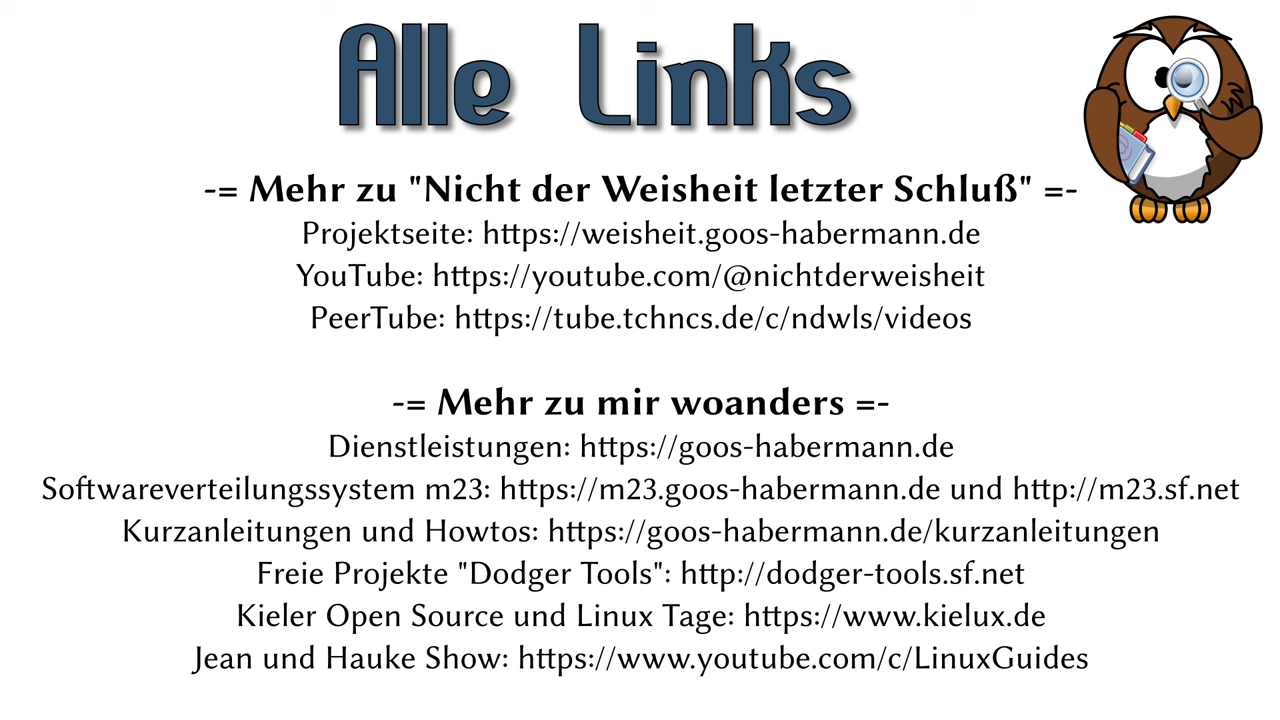 Alle Links
-= Mehr zu "Nicht der Weisheit letzter Schluß" =-
Projektseite: https://weisheit.goos-habermann.de
YouTube: https://youtube.com/@nichtderweisheit
PeerTube: https://tube.tchncs.de/c/ndwls/videos
-= Mehr zu mir woanders =-
Dienstleistungen: https://goos-habermann.de
Softwareverteilungssystem m23: https://m23.goos-habermann.de und http://m23.sf.net
Kurzanleitungen und Howtos: https://goos-habermann.de/kurzanleitungen
Freie Projekte "Dodger Tools": http://dodger-tools.sf.net
Kieler Open Source und Linux Tage: https://www.kielux.de
Jean und Hauke Show: https://www.youtube.com/c/LinuxGuides